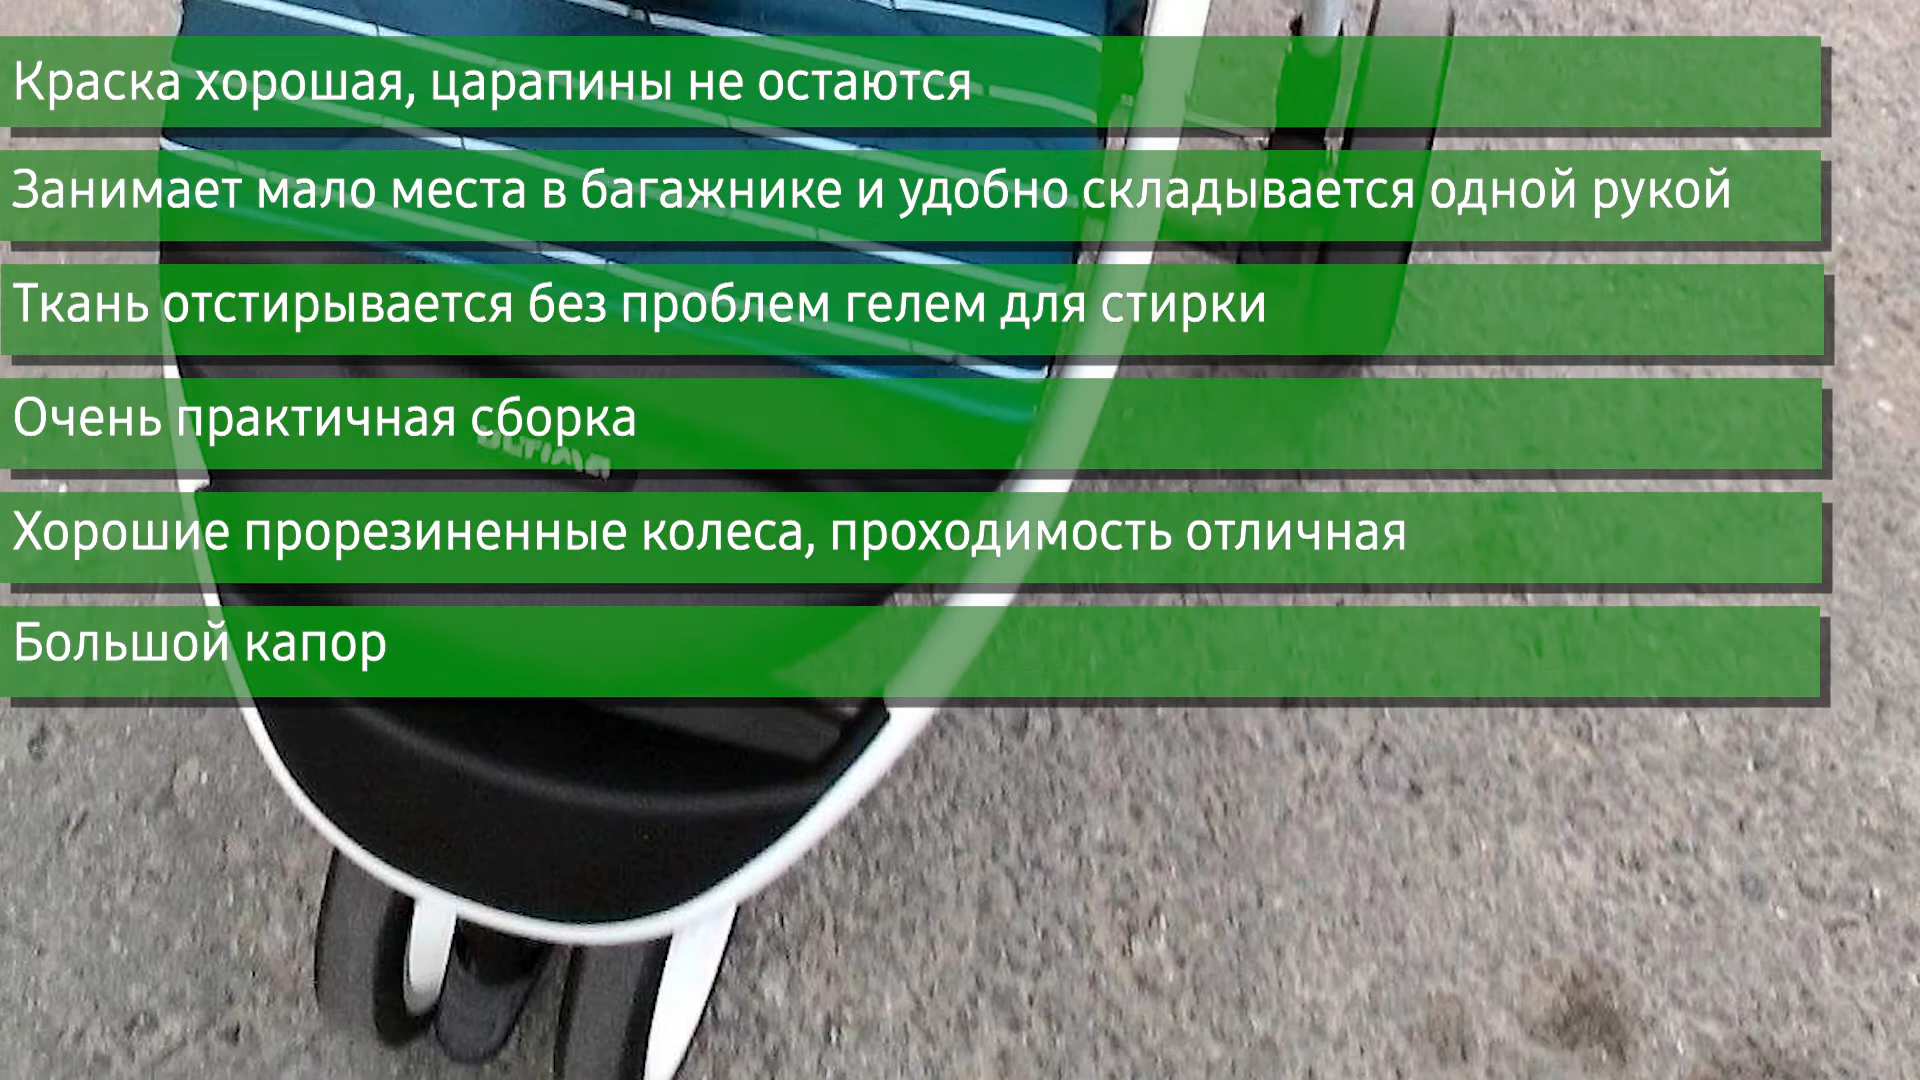 Краска хорошая, царапины не остаются
Занимает мало места в багажнике и удобно складывается одной рукой
Ткань отстирывается без проблем гелем для стирки
Очень практичная сборка
ULTIMA
Хорошие прорезиненные колеса, проходимость отличная
Большой капор